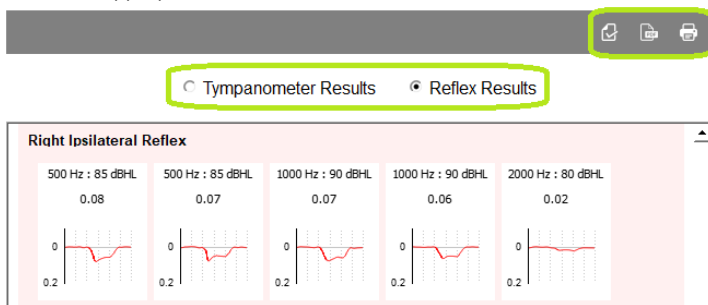 PDF
Tympanometer Results Reflex Results
Right Ipsilateral Reflex
500 Hz : 85 dBHL 500 Hz : 85 dBHL 1000 Hz : 90 dBHL 1000 Hz : 90 dBHL 2000 Hz : 80 dBHL
0.08 0.07 0.07 0.06 0.02
0 0 0 0 0
0.2 0.2 0.2 0.2 0.2